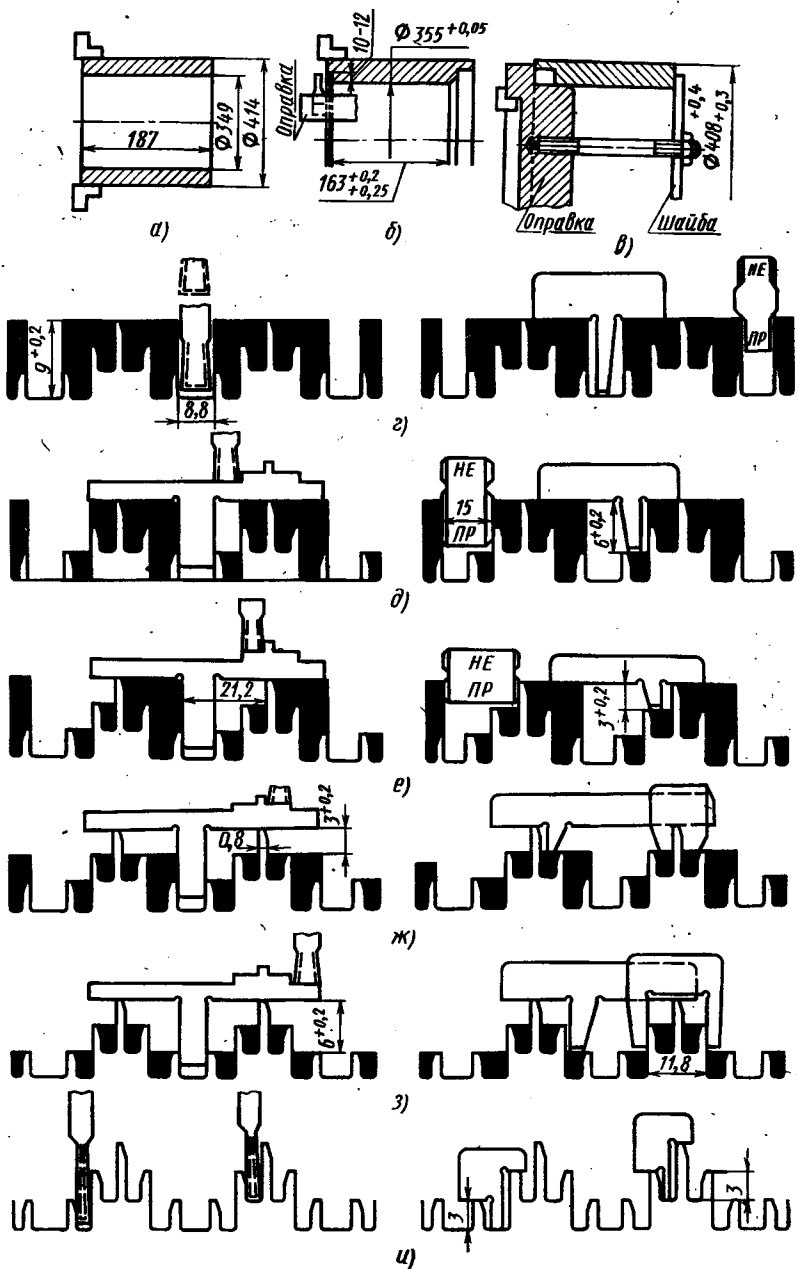 187
Ф349
Ф414
а)
10-12
Ф355+0,05
Оправка
163+0,2
+0,25
б)
+0,4
Ф408+0,3
Оправка
Шайба
в)
9+0,2
8,8
НЕ
ПР
г)
НЕ
15
ПР
6+0,2
д)
21,2
НЕ
ПР
3+0,2
е)
3+0,2
0,8
ж)
6+0,2
11,8
з)
3
3
и)